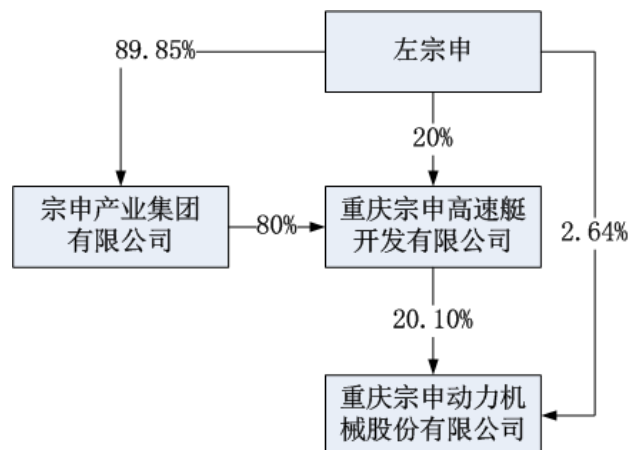 89.85%
左宗申
20%
宗申产业集团
有限公司
80%
重庆宗申高速艇
开发有限公司
2.64%
20.10%
重庆宗申动力机
械股份有限公司